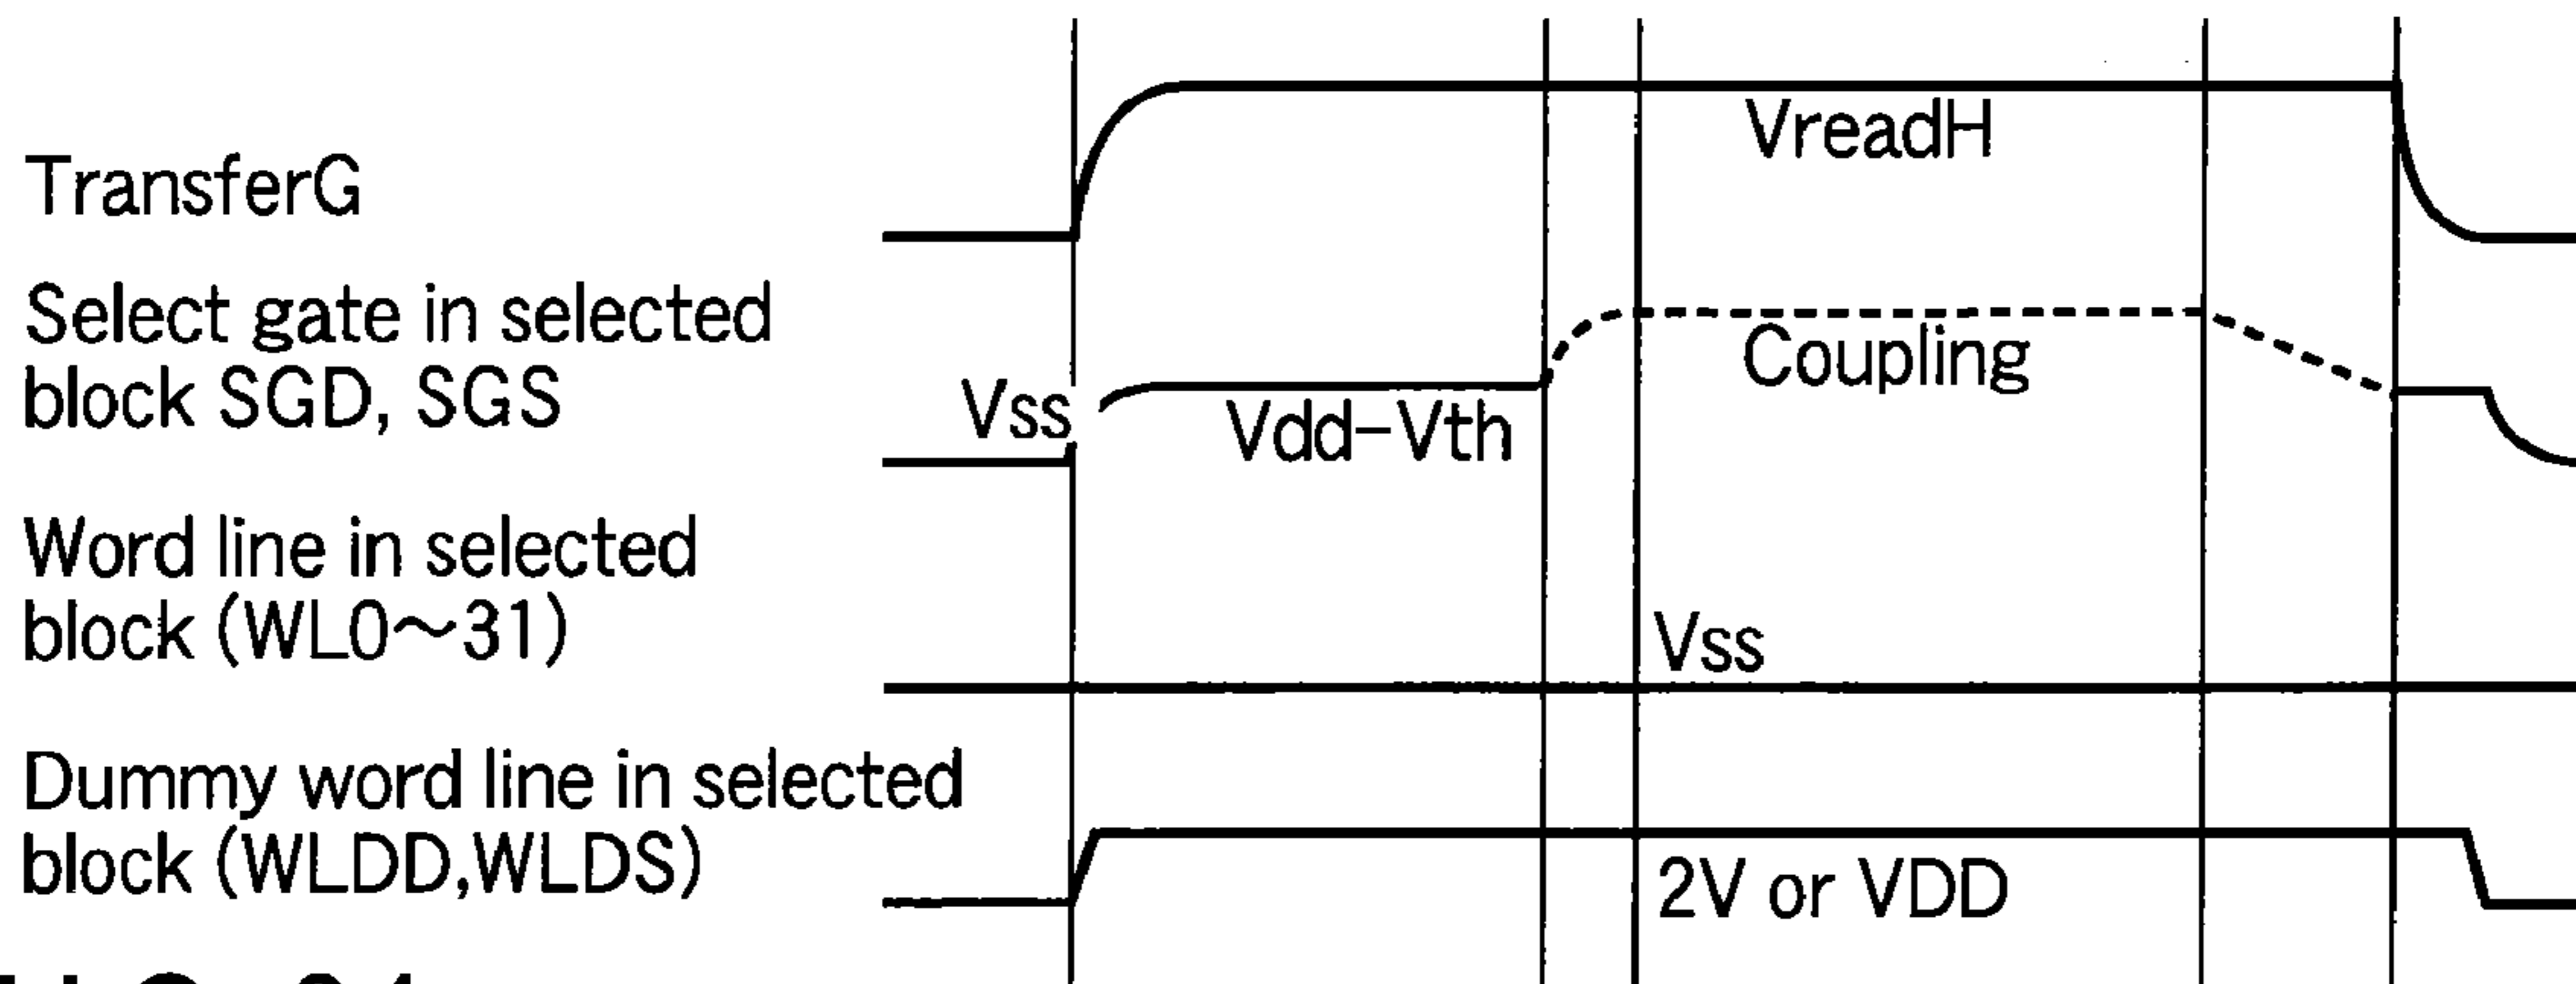 VreadH
TransferG
Select gate in selected
block SGD, SGS
Vss
Coupling
Vdd-Vth
Word line in selected
block (WL0～31)
Vss
Dummy word line in selected
block (WLDD,WLDS)
2V or VDD